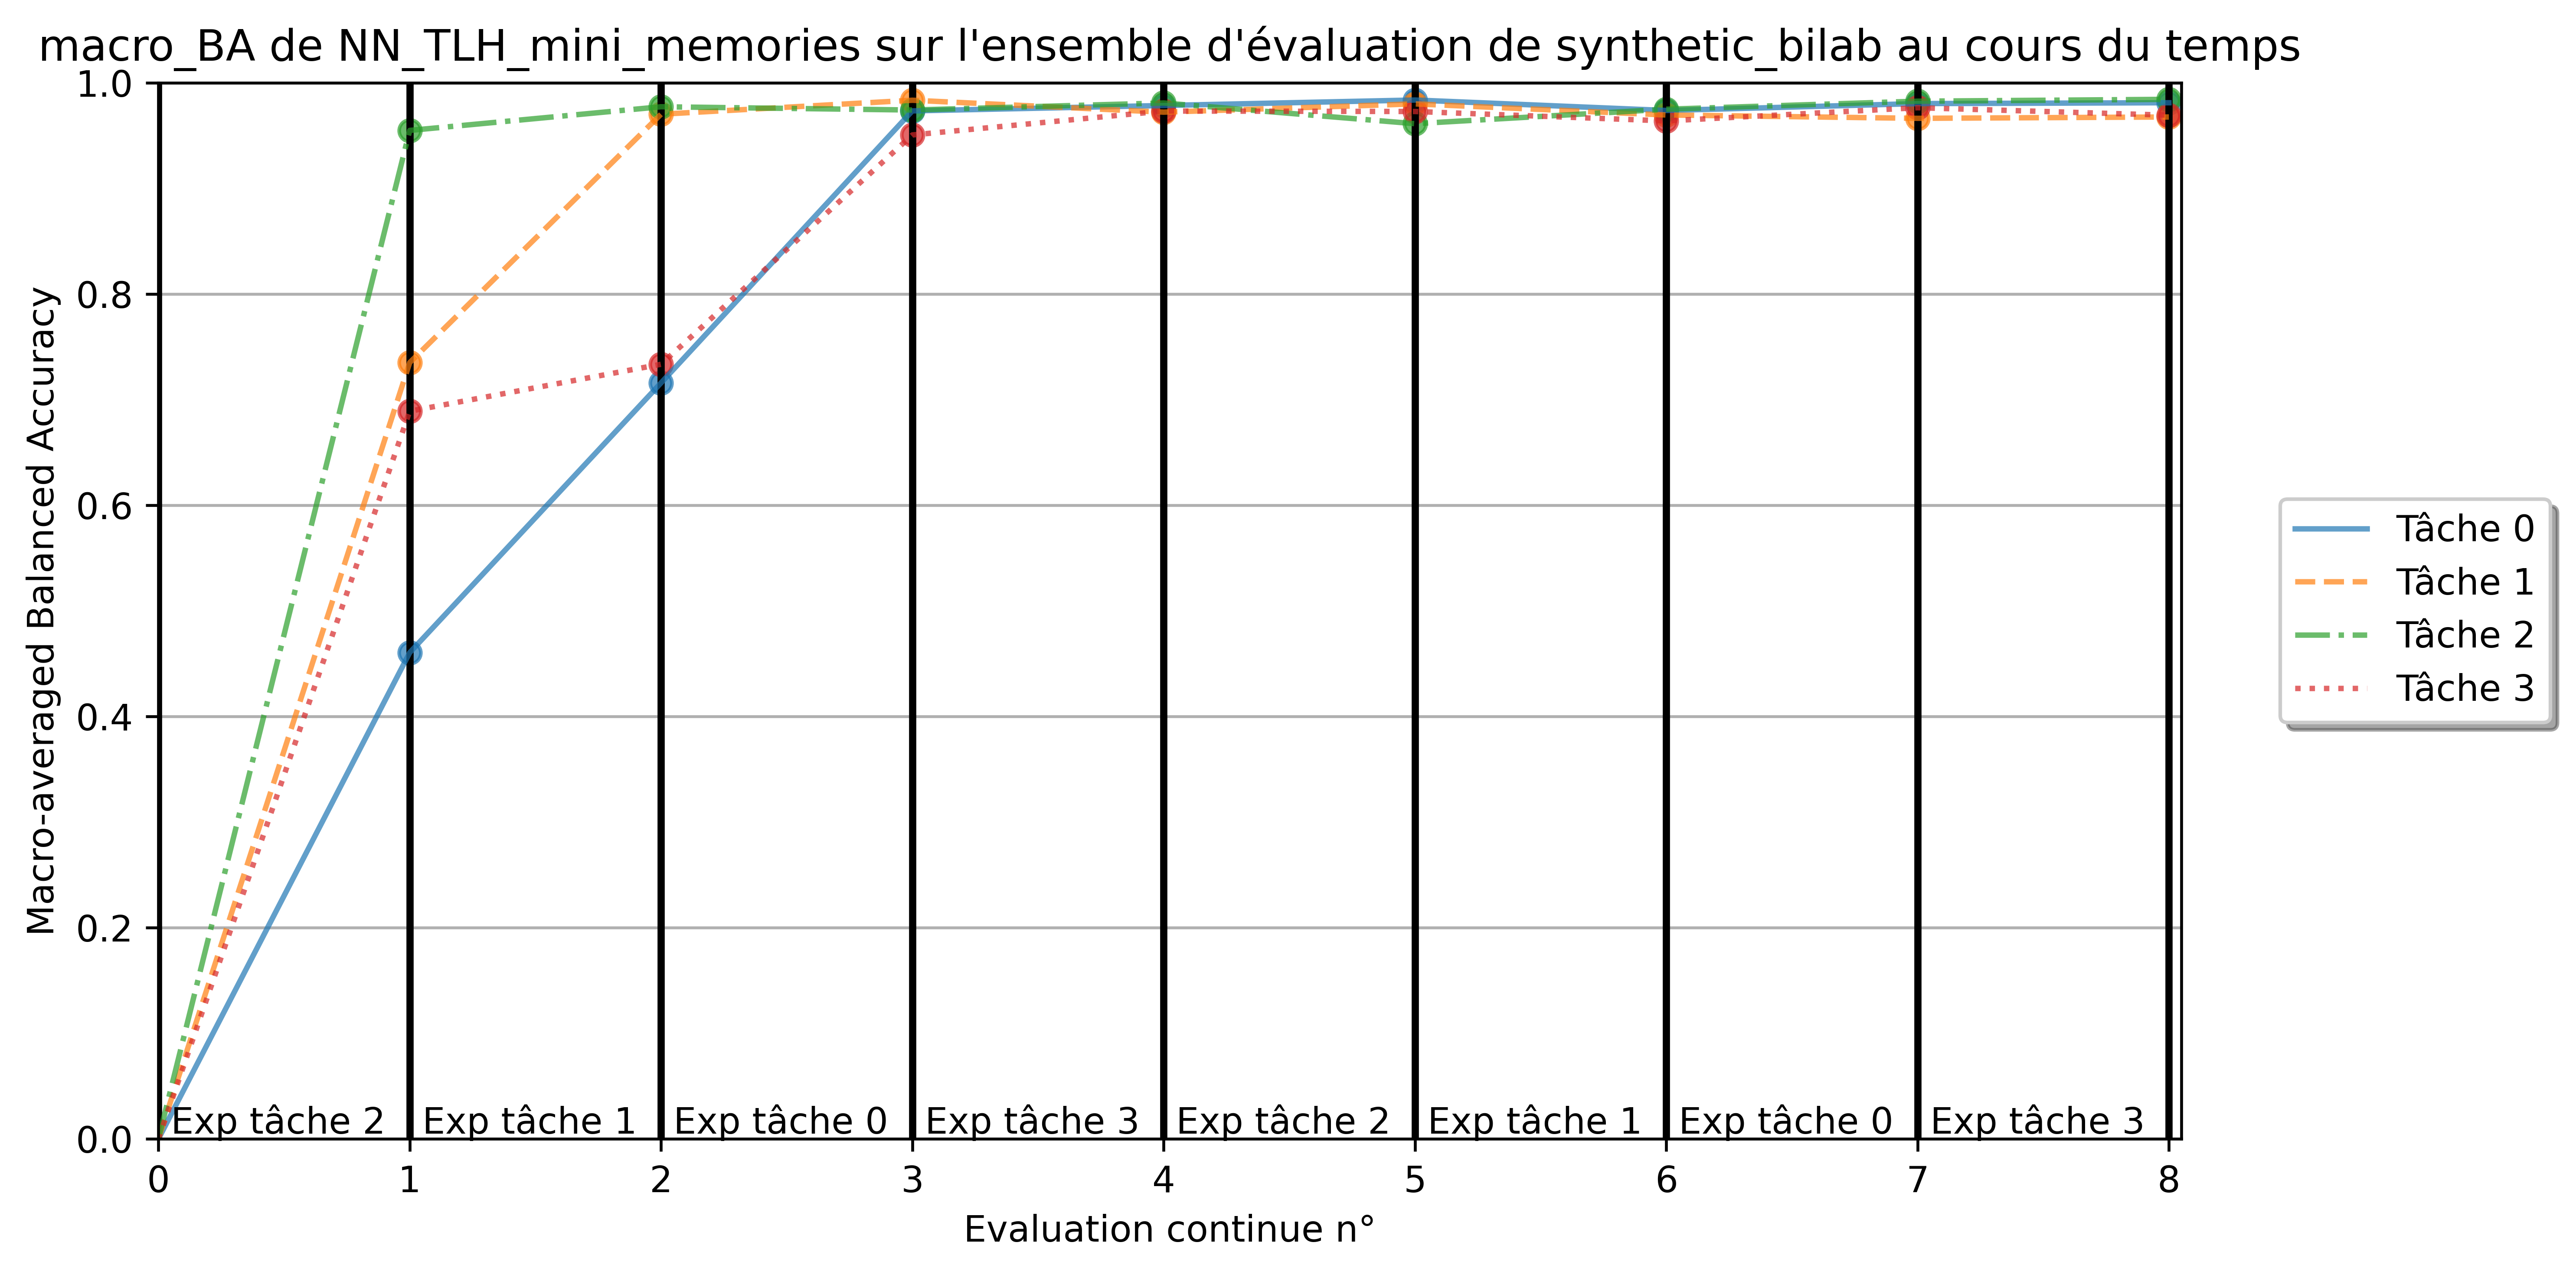 macro_BA de NN_TLH_mini_memories sur l'ensemble d'évaluation de synthetic_bilab au cours du temps
Macro-averaged Balanced Accuracy
1.0
0.8
0.6
0.4
0.2
0.0
Exp tâche 2
Exp tâche 1
Exp tâche 0
Exp tâche 3
Exp tâche 2
Exp tâche 1
Exp tâche 0
Exp tâche 3
0 1 2 3 4 5 6 7 8
Evaluation continue n°
Tâche 0
Tâche 1
Tâche 2
Tâche 3